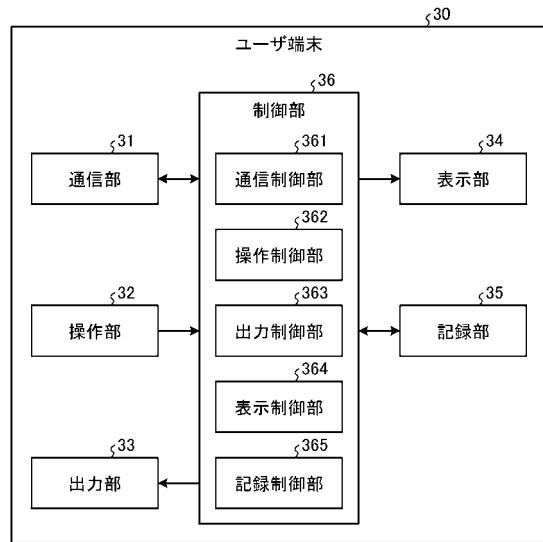 30
ユーザ端末
36
制御部
31
通信部
361
通信制御部
34
表示部
362
操作制御部
32
操作部
363
出力制御部
35
記録部
364
表示制御部
33
出力部
365
記録制御部